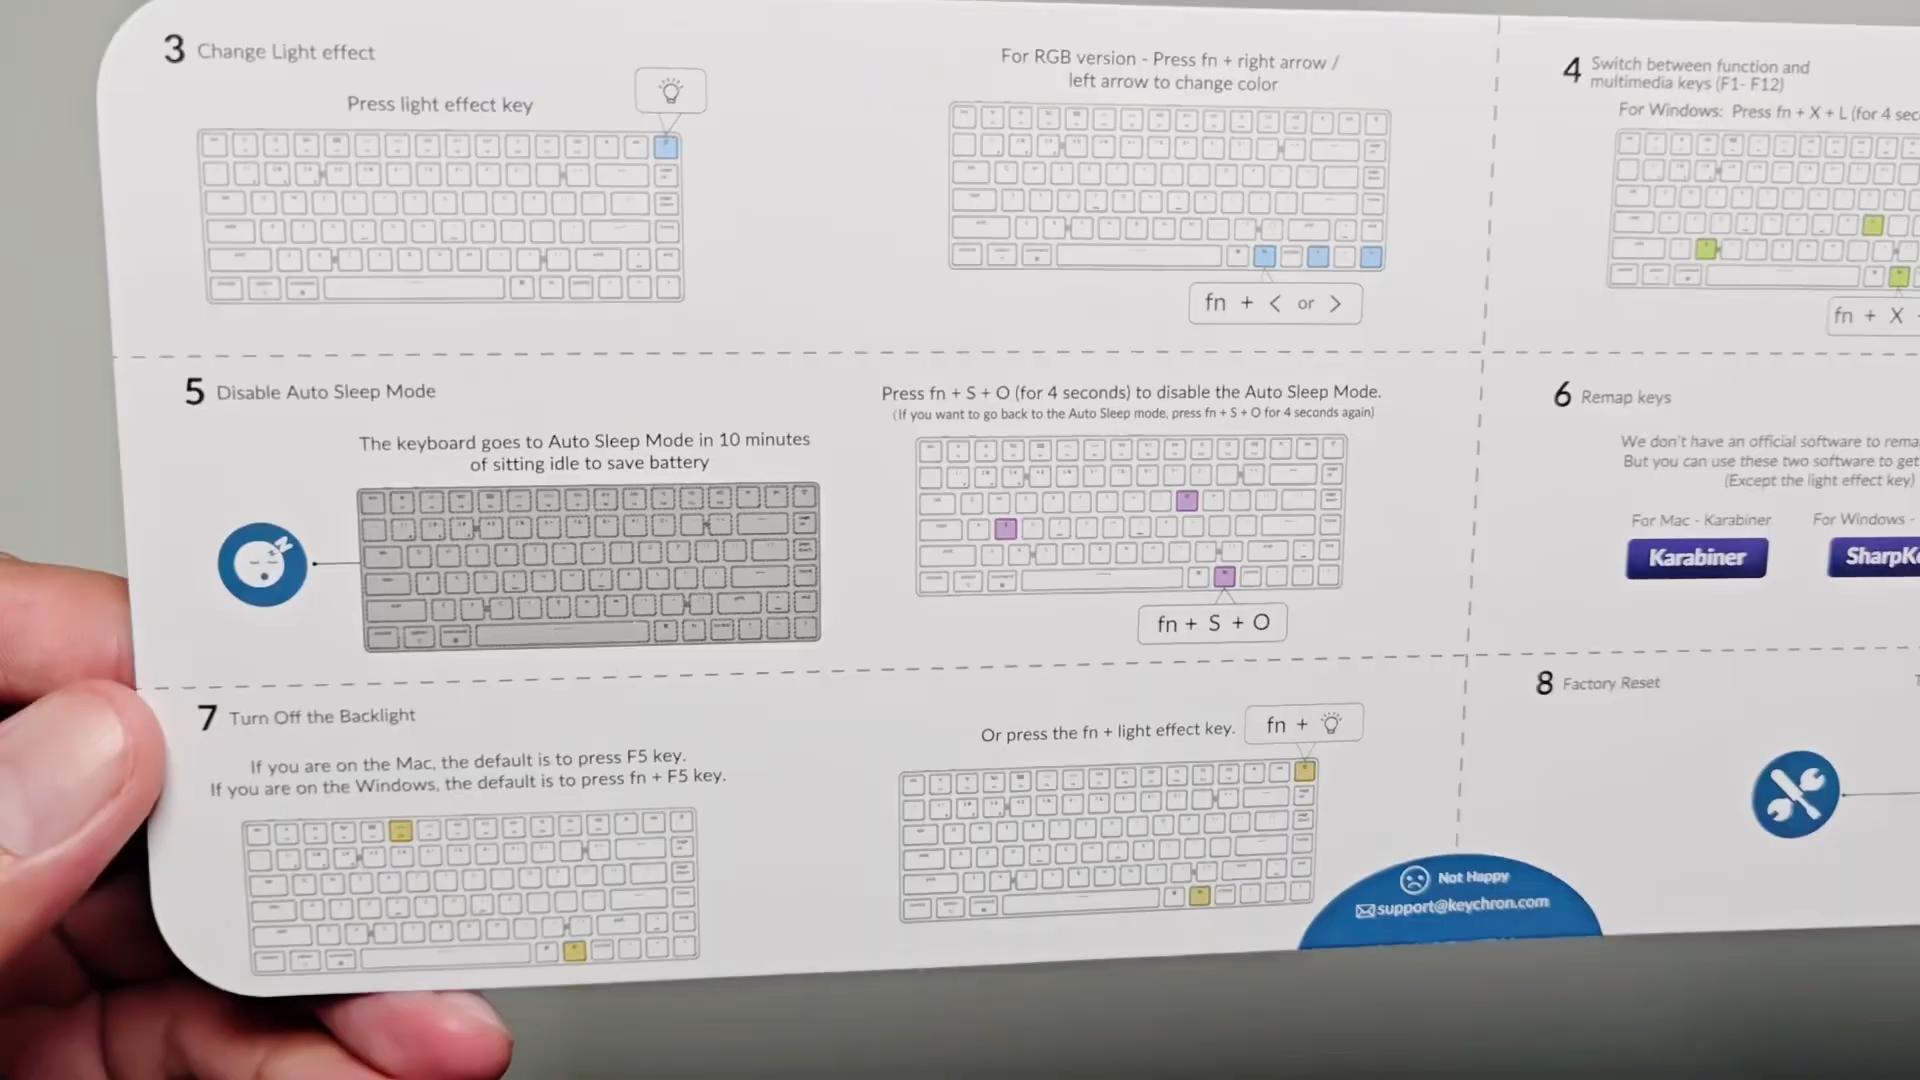 3 Change Light effect
Press light effect key
For RGB version - Press fn + right arrow /
left arrow to change color
fn + < or >
4 Switch between function and
multimedia keys (F1- F12)
For Windows: Press fn + X + L (for 4 sec
fn + X
5 Disable Auto Sleep Mode
The keyboard goes to Auto Sleep Mode in 10 minutes
of sitting idle to save battery
Press fn + S + O (for 4 seconds) to disable the Auto Sleep Mode.
(If you want to go back to the Auto Sleep mode, press fn + S + O for 4 seconds again)
fn + S + O
6 Remap keys
We don't have an official software to rema
But you can use these two software to get
(Except the light effect key)
For Mac - Karabiner
For Windows -
Karabiner
SharpKe
7 Turn Off the Backlight
If you are on the Mac, the default is to press F5 key.
If you are on the Windows, the default is to press fn + F5 key.
Or press the fn + light effect key.
fn +
8 Factory Reset
Not Happy
support@keychron.com